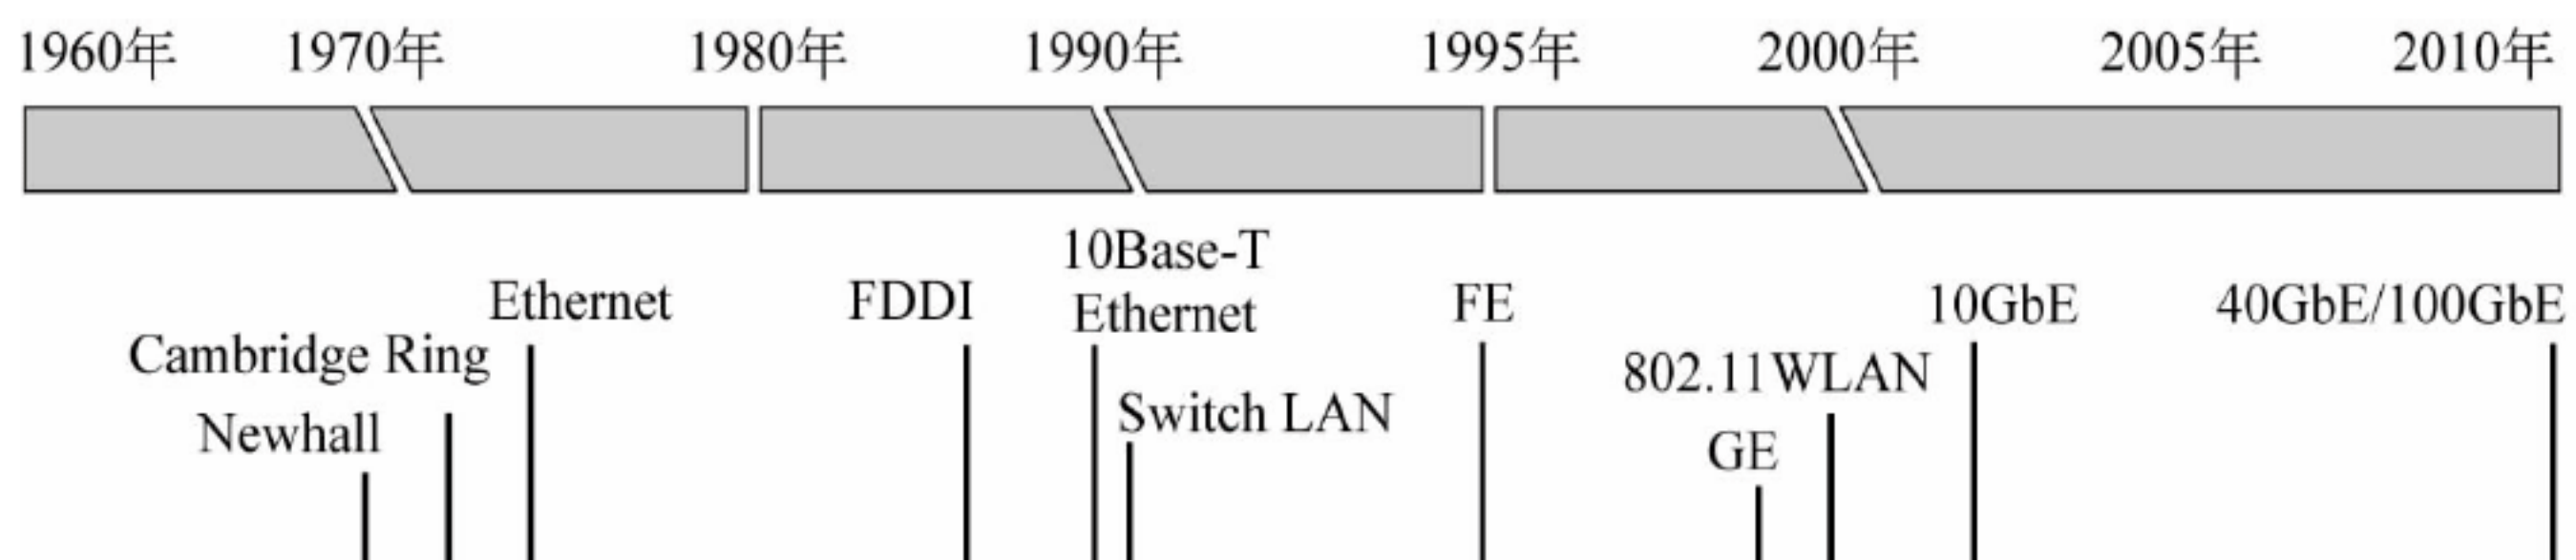 1960年 1970年 1980年 1990年 1995年 2000年 2005年 2010年
10Base-T
Ethernet
Ethernet
FDDI
FE
10GbE
40GbE/100GbE
Cambridge Ring
802.11WLAN
Newhall
Switch LAN
GE